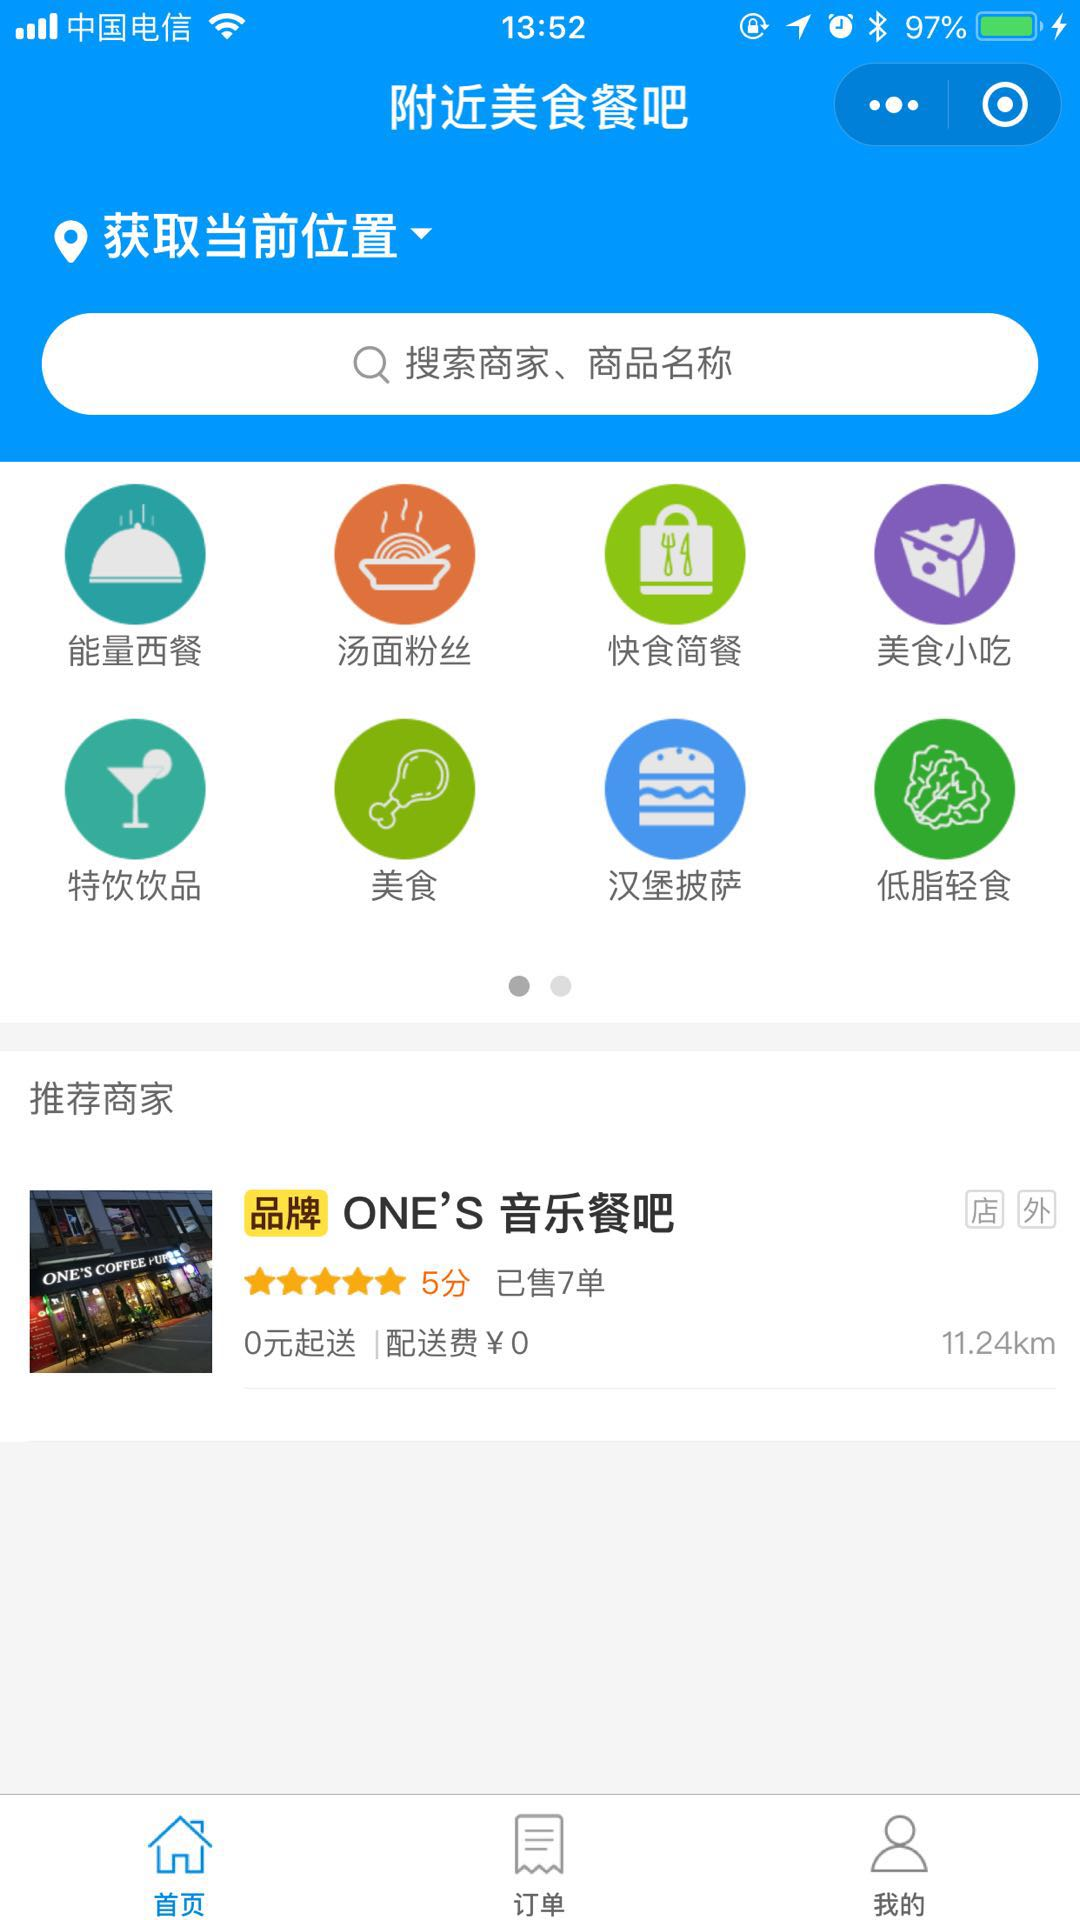 中国电信 13:52 97%
附近美食餐吧
获取当前位置
搜索商家、商品名称
能量西餐 汤面粉丝 快食简餐 美食小吃
特饮饮品 美食 汉堡披萨 低脂轻食
推荐商家
品牌 ONE’S 音乐餐吧 店 外
ONE'S COFFEE PUB
5分 已售7单
0元起送 |配送费￥0 11.24km
首页 订单 我的